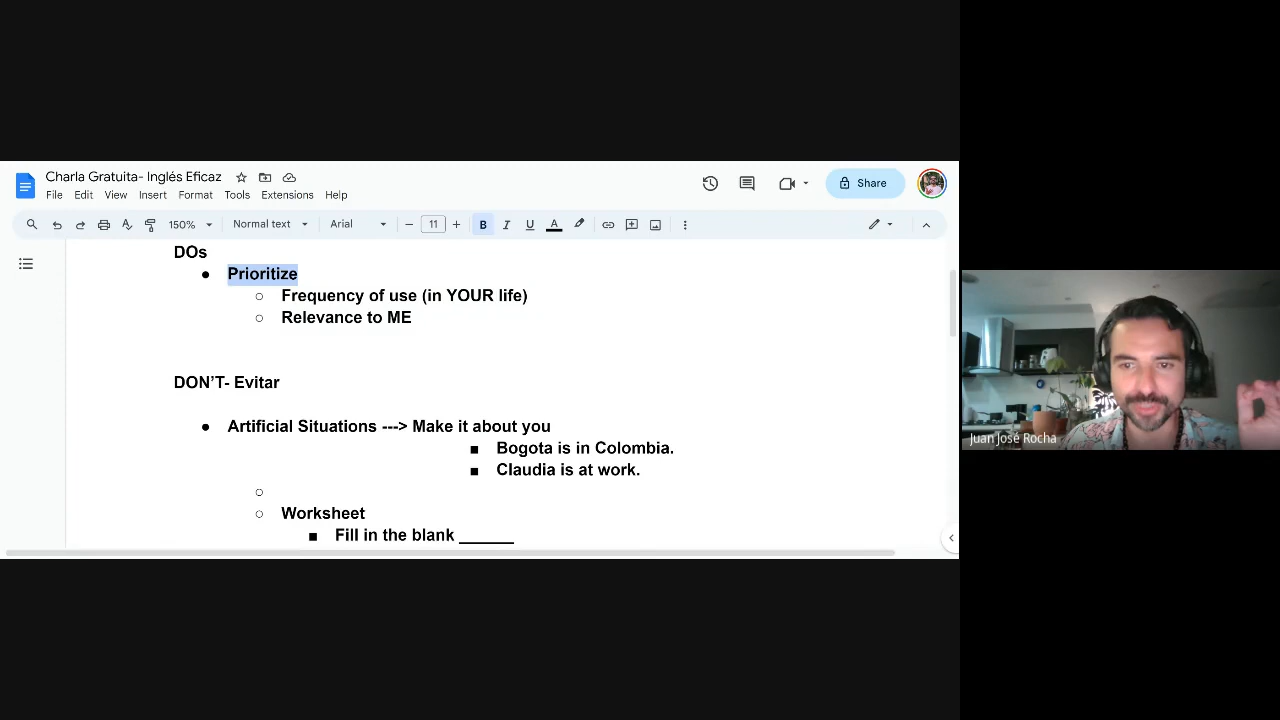 Charla Gratuita- Inglés Eficaz
File Edit View Insert Format Tools Extensions Help
Share
150% Normal text Arial 11 B I U A
DOs
● Prioritize
○ Frequency of use (in YOUR life)
○ Relevance to ME
DON’T- Evitar
● Artificial Situations ---> Make it about you
■ Bogota is in Colombia.
■ Claudia is at work.
○
○ Worksheet
■ Fill in the blank ______
Juan José Rocha